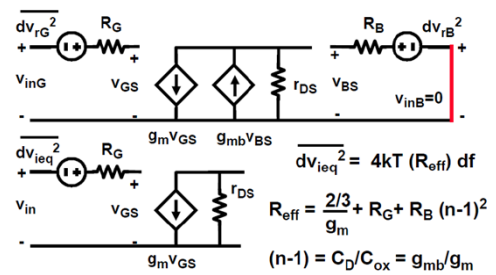 dv_rG^2 R_G R_B dv_rB^2
+ + + +
v_inG v_GS r_DS v_BS v_inB=0
- - - -
g_m v_GS g_mb v_BS
dv_ieq^2 R_G dv_ieq^2 = 4kT (R_eff) df
+ +
v_in v_GS r_DS R_eff = 2/3 / g_m + R_G + R_B (n-1)^2
- -
g_m v_GS (n-1) = C_D/C_ox = g_mb/g_m